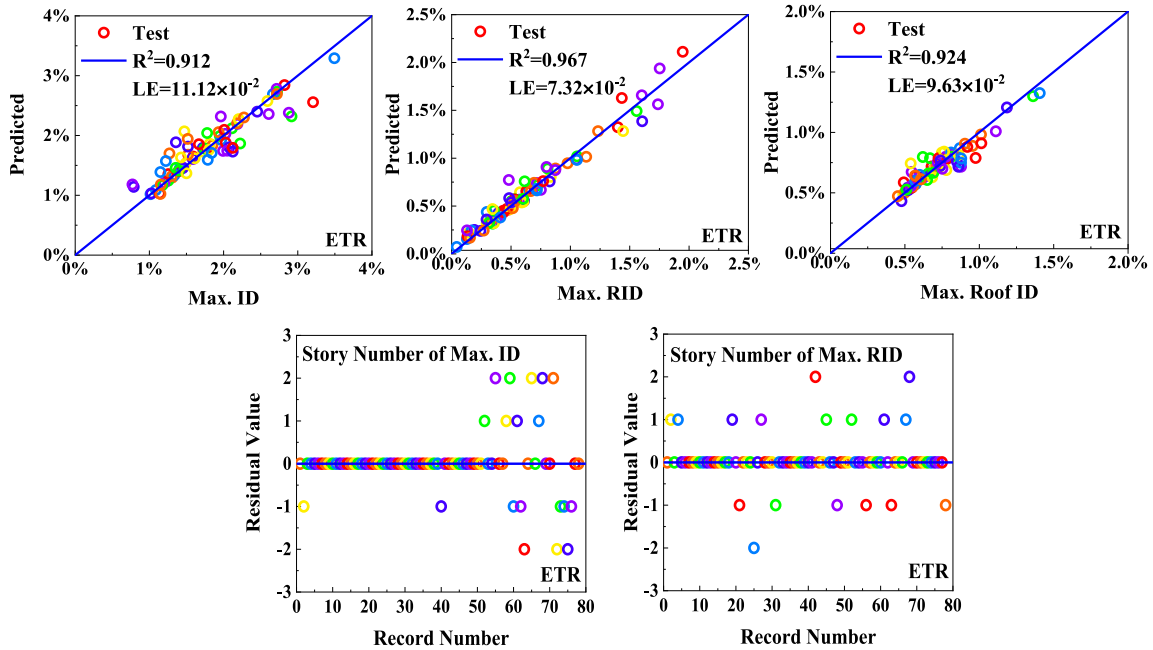 4%
3%
2%
1%
0%
Predicted
Test
R²=0.912
LE=11.12×10⁻²
ETR
0% 1% 2% 3% 4%
Max. ID
2.5%
2.0%
1.5%
1.0%
0.5%
0.0%
Predicted
Test
R²=0.967
LE=7.32×10⁻²
ETR
0.0% 0.5% 1.0% 1.5% 2.0% 2.5%
Max. RID
2.0%
1.5%
1.0%
0.5%
0.0%
Predicted
Test
R²=0.924
LE=9.63×10⁻²
ETR
0.0% 0.5% 1.0% 1.5% 2.0%
Max. Roof ID
3
2
1
0
-1
-2
-3
Residual Value
Story Number of Max. ID
ETR
0 10 20 30 40 50 60 70 80
Record Number
3
2
1
0
-1
-2
-3
Residual Value
Story Number of Max. RID
ETR
0 10 20 30 40 50 60 70 80
Record Number